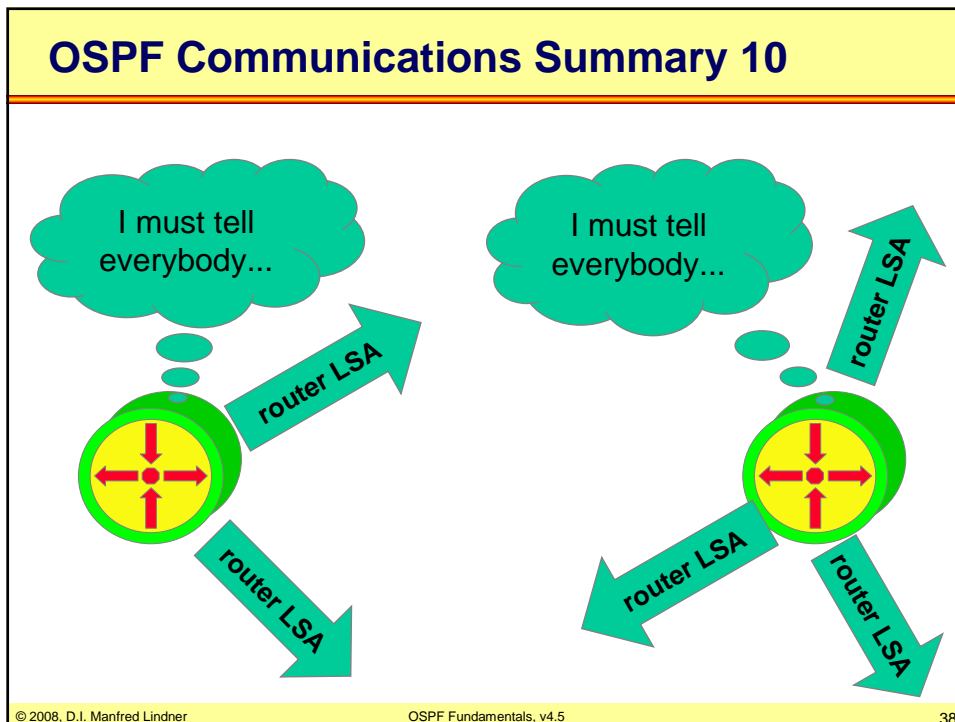 OSPF Communications Summary 10
I must tell
everybody...
I must tell
everybody...
router LSA
router LSA
router LSA
router LSA
router LSA
© 2008, D.I. Manfred Lindner
OSPF Fundamentals, v4.5
38